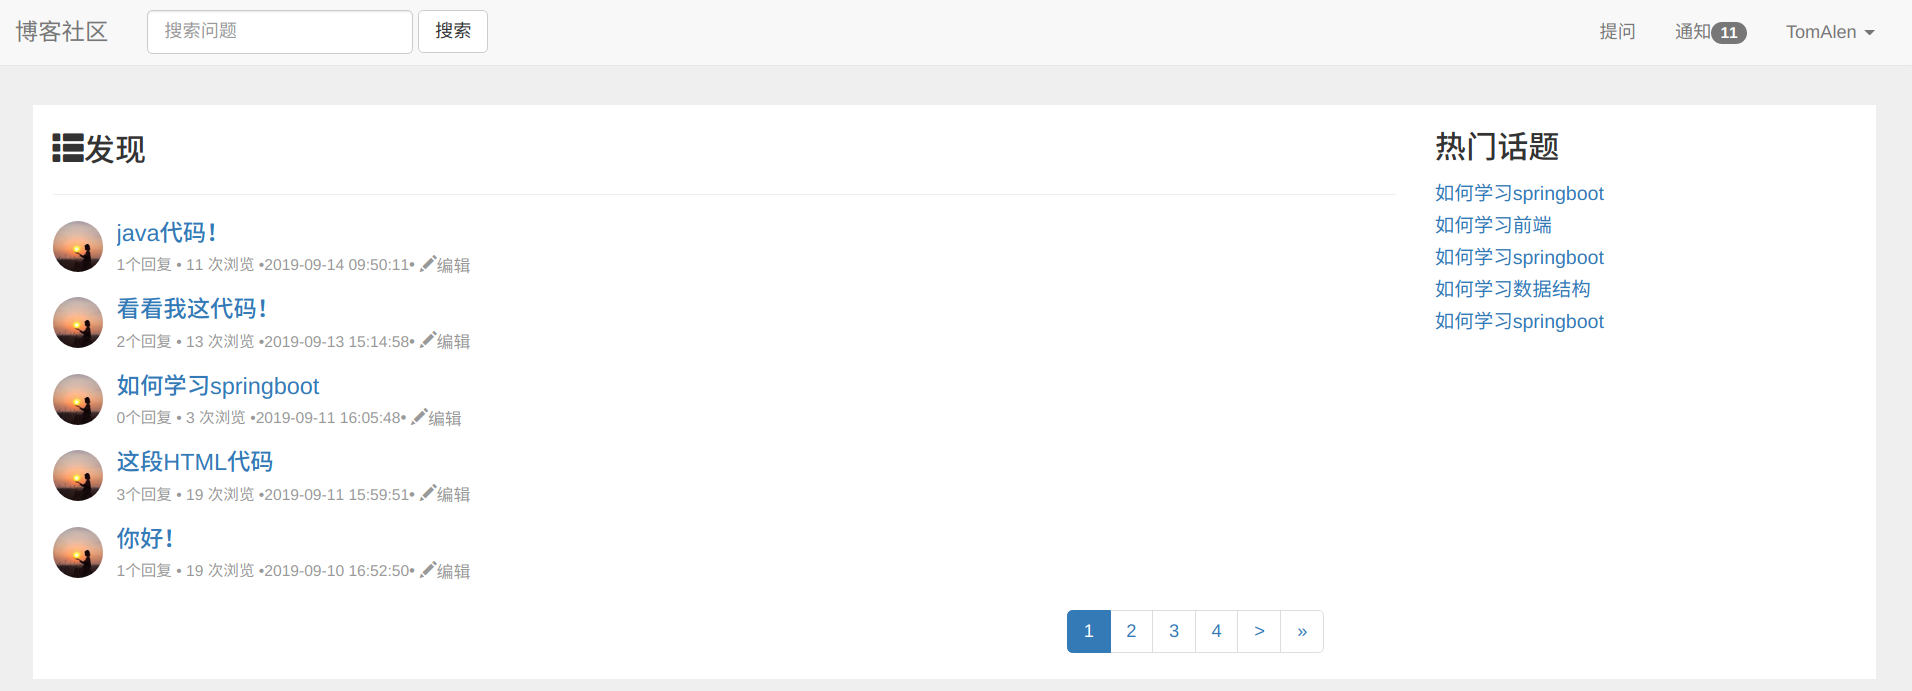 博客社区 搜索问题 搜索 提问 通知 11 TomAlen
发现
java代码！
1个回复 • 11 次浏览 •2019-09-14 09:50:11• 编辑
看看我这代码！
2个回复 • 13 次浏览 •2019-09-13 15:14:58• 编辑
如何学习springboot
0个回复 • 3 次浏览 •2019-09-11 16:05:48• 编辑
这段HTML代码
3个回复 • 19 次浏览 •2019-09-11 15:59:51• 编辑
你好！
1个回复 • 19 次浏览 •2019-09-10 16:52:50• 编辑
1 2 3 4 > »
热门话题
如何学习springboot
如何学习前端
如何学习springboot
如何学习数据结构
如何学习springboot